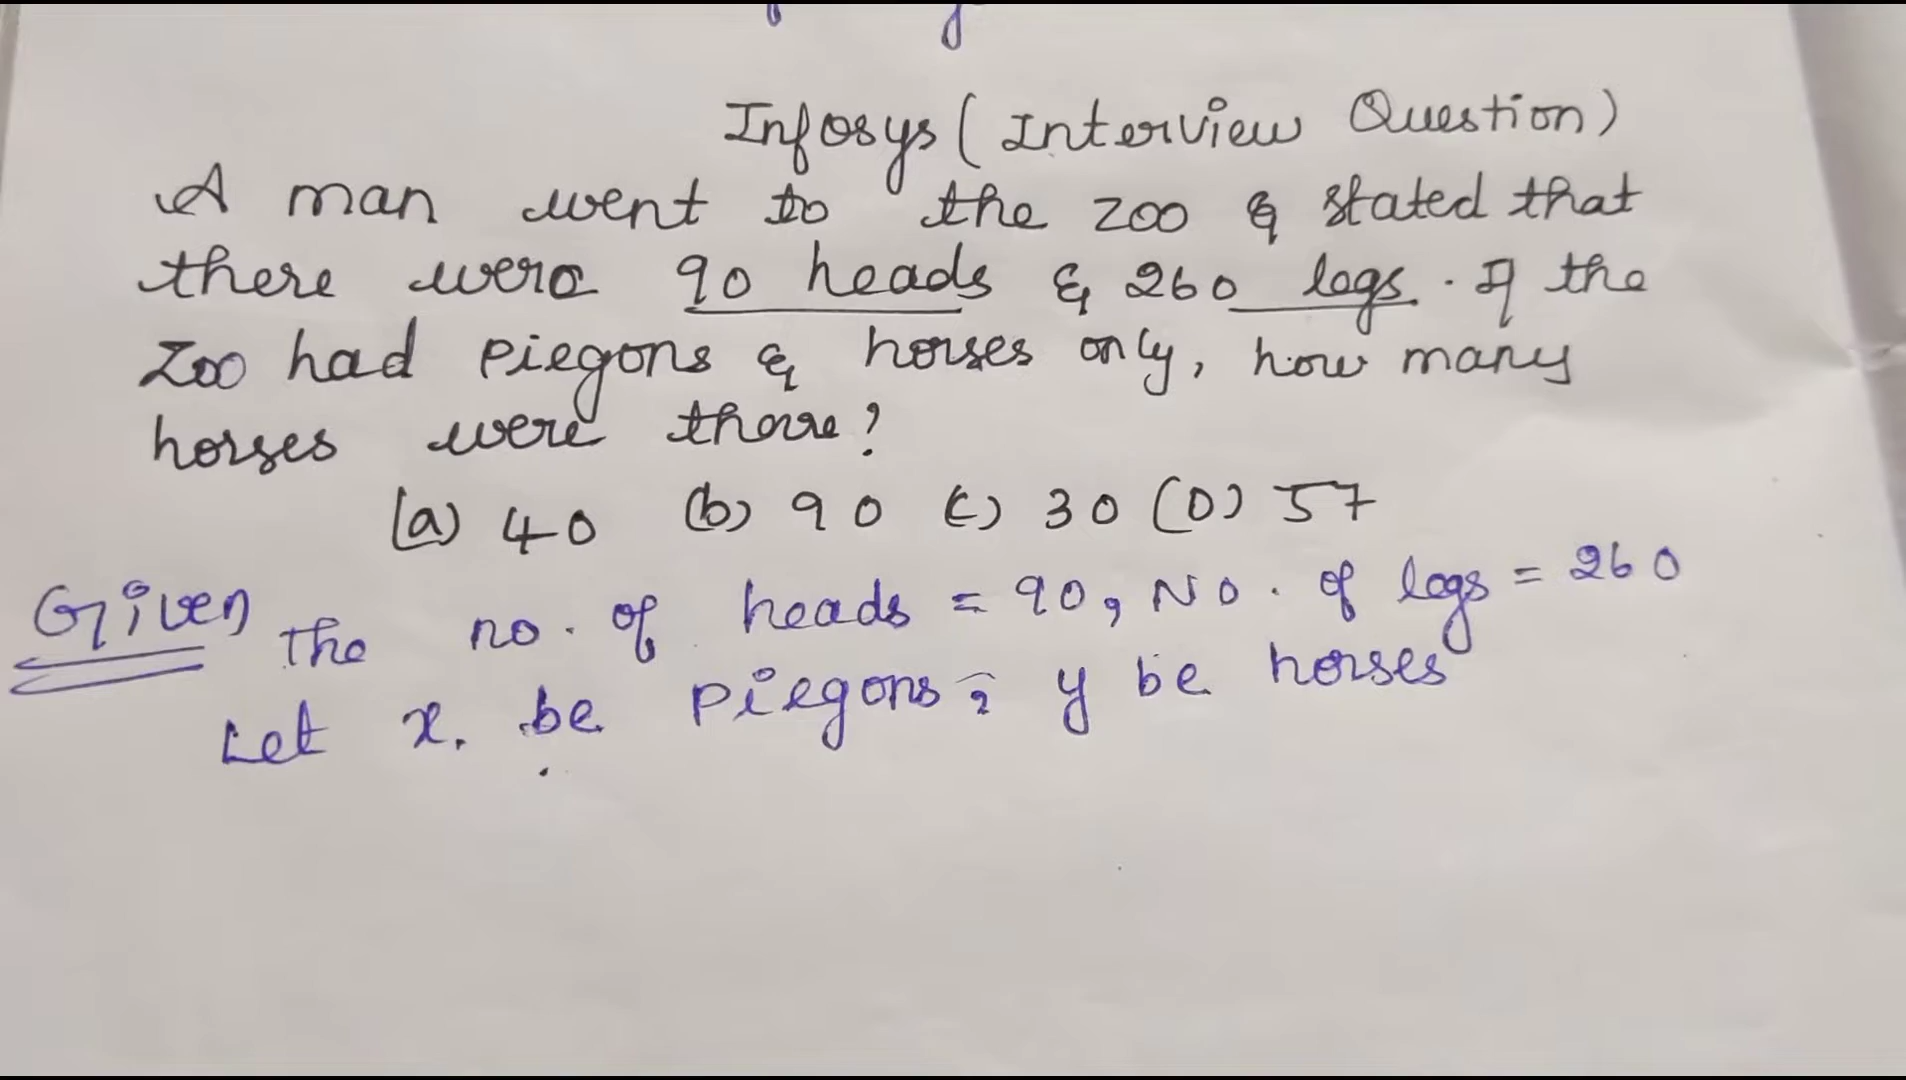 Infosys (Interview Question)
A man went to the zoo & stated that
there were 90 heads & 260 legs. If the
Zoo had Piegons & horses only, how many
horses were there?
(a) 40 (b) 90 (c) 30 (D) 57
Given the no. of heads = 90, No. of legs = 260
Let x. be Piegons, y be horses